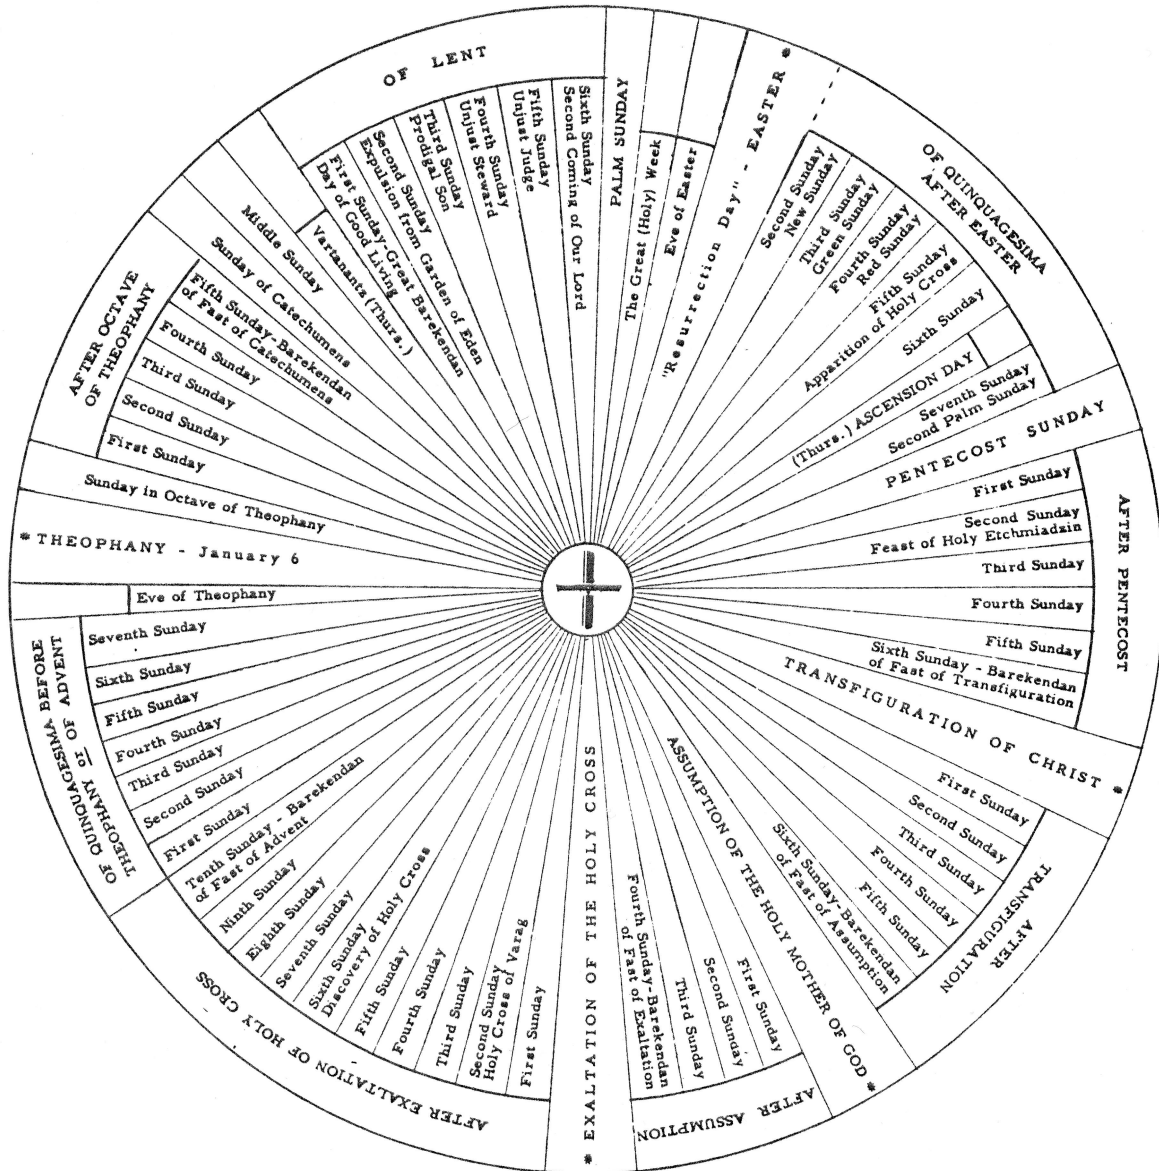 * THEOPHANY - January 6
Sunday in Octave of Theophany
AFTER OCTAVE
OF THEOPHANY
First Sunday
Second Sunday
Third Sunday
Fourth Sunday
Fifth Sunday-Barekendan
of Fast of Catechumens
Sunday of Catechumens
Middle Sunday
Vartanantz (Thurs.)
OF LENT
First Sunday-Great Barekendan
Day of Good Living
Second Sunday
Expulsion from Garden of Eden
Third Sunday
Prodigal Son
Fourth Sunday
Unjust Steward
Fifth Sunday
Unjust Judge
Sixth Sunday
Second Coming of Our Lord
PALM SUNDAY
The Great (Holy) Week
Eve of Easter
"Resurrection Day" - EASTER *
OF QUINQUAGESIMA
AFTER EASTER
Second Sunday
New Sunday
Third Sunday
Green Sunday
Fourth Sunday
Red Sunday
Fifth Sunday
Apparition of Holy Cross
Sixth Sunday
(Thurs.) ASCENSION DAY
Seventh Sunday
Second Palm Sunday
PENTECOST SUNDAY
AFTER PENTECOST
First Sunday
Second Sunday
Feast of Holy Etchmiadzin
Third Sunday
Fourth Sunday
Fifth Sunday
Sixth Sunday - Barekendan
of Fast of Transfiguration
TRANSFIGURATION OF CHRIST *
AFTER
TRANSFIGURATION
First Sunday
Second Sunday
Third Sunday
Fourth Sunday
Fifth Sunday
Sixth Sunday-Barekendan
of Fast of Assumption
ASSUMPTION OF THE HOLY MOTHER OF GOD *
AFTER ASSUMPTION
First Sunday
Second Sunday
Third Sunday
Fourth Sunday-Barekendan
of Fast of Exaltation
* EXALTATION OF THE HOLY CROSS
AFTER EXALTATION OF HOLY CROSS
First Sunday
Second Sunday
Holy Cross of Varag
Third Sunday
Fourth Sunday
Fifth Sunday
Sixth Sunday
Discovery of Holy Cross
Seventh Sunday
Eighth Sunday
Ninth Sunday
Tenth Sunday - Barekendan
of Fast of Advent
OF QUINQUAGESIMA BEFORE
THEOPHANY or OF ADVENT
First Sunday
Second Sunday
Third Sunday
Fourth Sunday
Fifth Sunday
Sixth Sunday
Seventh Sunday
Eve of Theophany